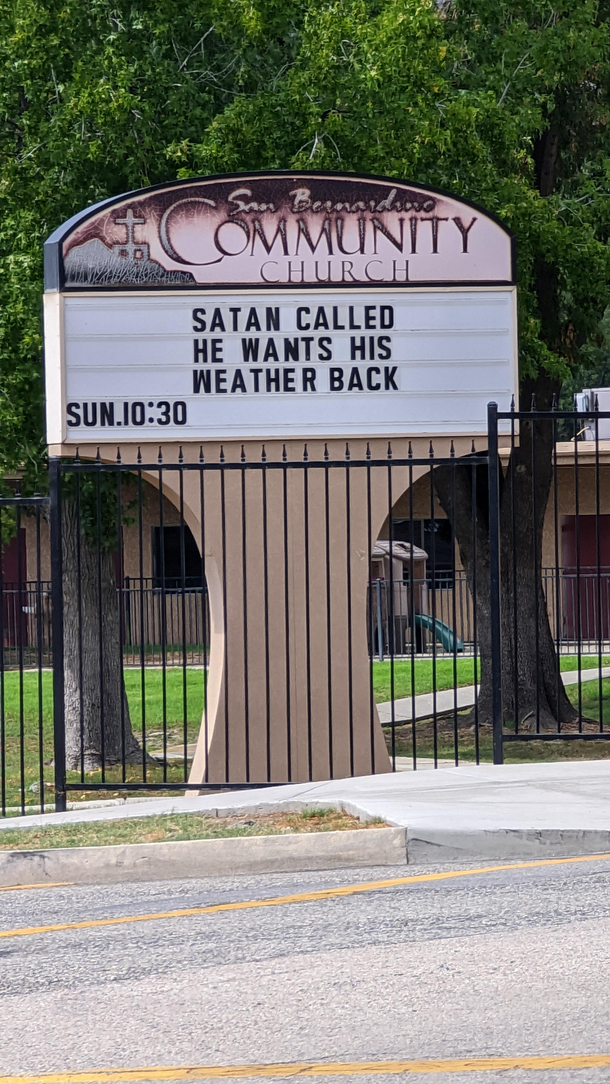 San Bernardino
COMMUNITY
CHURCH
SATAN CALLED
HE WANTS HIS
WEATHER BACK
SUN.10:30